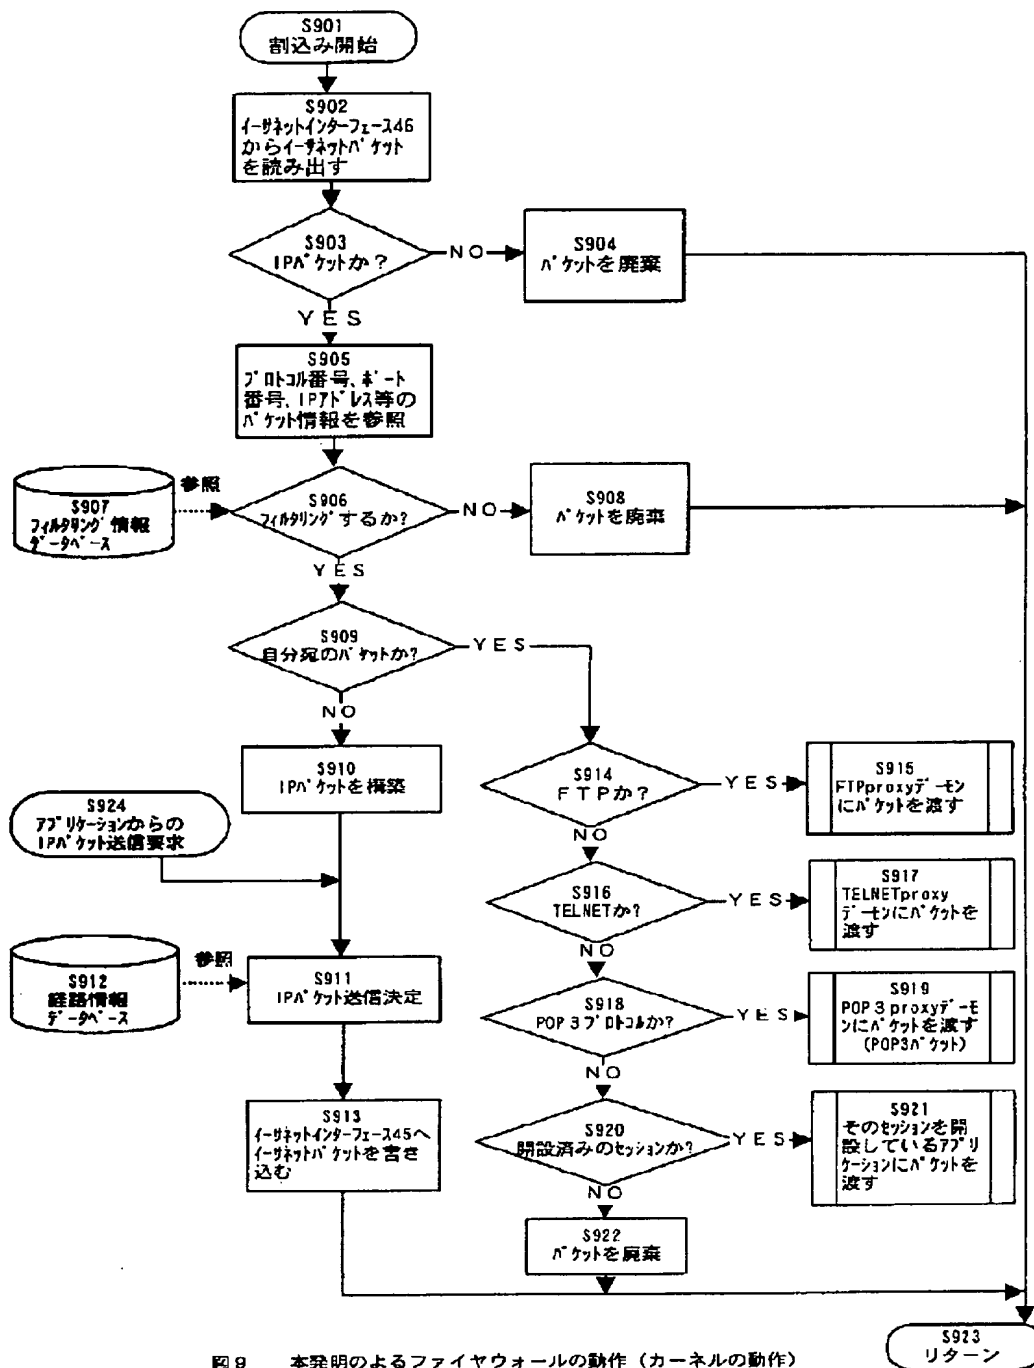 S901
割込み開始
S902
イーサネットインターフェース46
からイーサネットパケット
を読み出す
S903
IPパケットか？
NO
S904
パケットを廃棄
YES
S905
プロトコル番号、ポート
番号、IPアドレス等の
パケット情報を参照
参照
S907
フィルタリング情報
データベース
S906
フィルタリングするか?
NO
S908
パケットを廃棄
YES
S909
自分宛のパケットか?
YES
NO
S910
IPパケットを構築
S914
FTPか?
YES
S915
FTPproxyデーモン
にパケットを渡す
S924
アプリケーションからの
IPパケット送信要求
NO
S916
TELNETか?
YES
S917
TELNETproxy
デーモンにパケットを
渡す
NO
参照
S912
経路情報
データベース
S911
IPパケット送信決定
S918
POP3プロトコルか?
YES
S919
POP3proxyデーモ
ンにパケットを渡す
(POP3パケット)
NO
S913
イーサネットインターフェース45へ
イーサネットパケットを書き
込む
S920
開設済みのセッションか?
YES
S921
そのセッションを開
設しているアプリ
ケーションにパケットを
渡す
NO
S922
パケットを廃棄
S923
リターン
図9 本発明のよるファイヤウォールの動作（カーネルの動作）